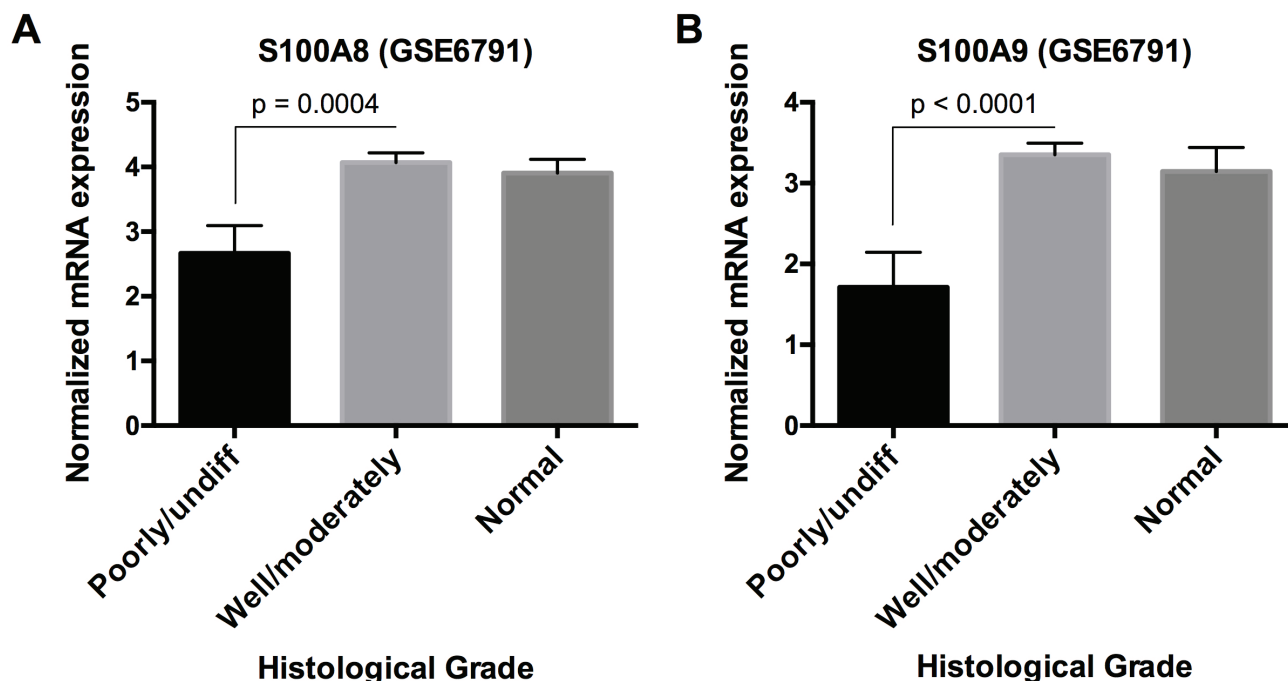 A
S100A8 (GSE6791)
Normalized mRNA expression
p = 0.0004
5
4
3
2
1
0
Poorly/undiff
Well/moderately
Normal
Histological Grade
B
S100A9 (GSE6791)
Normalized mRNA expression
p < 0.0001
4
3
2
1
0
Poorly/undiff
Well/moderately
Normal
Histological Grade